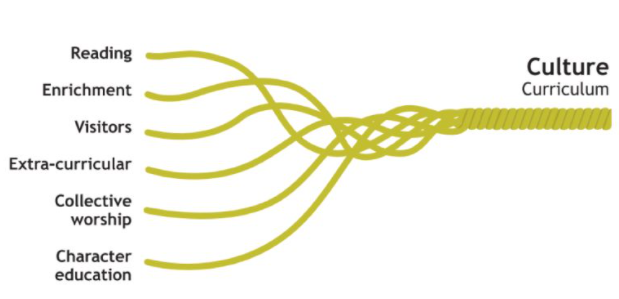 Reading
Enrichment
Visitors
Extra-curricular
Collective
worship
Character
education
Culture
Curriculum